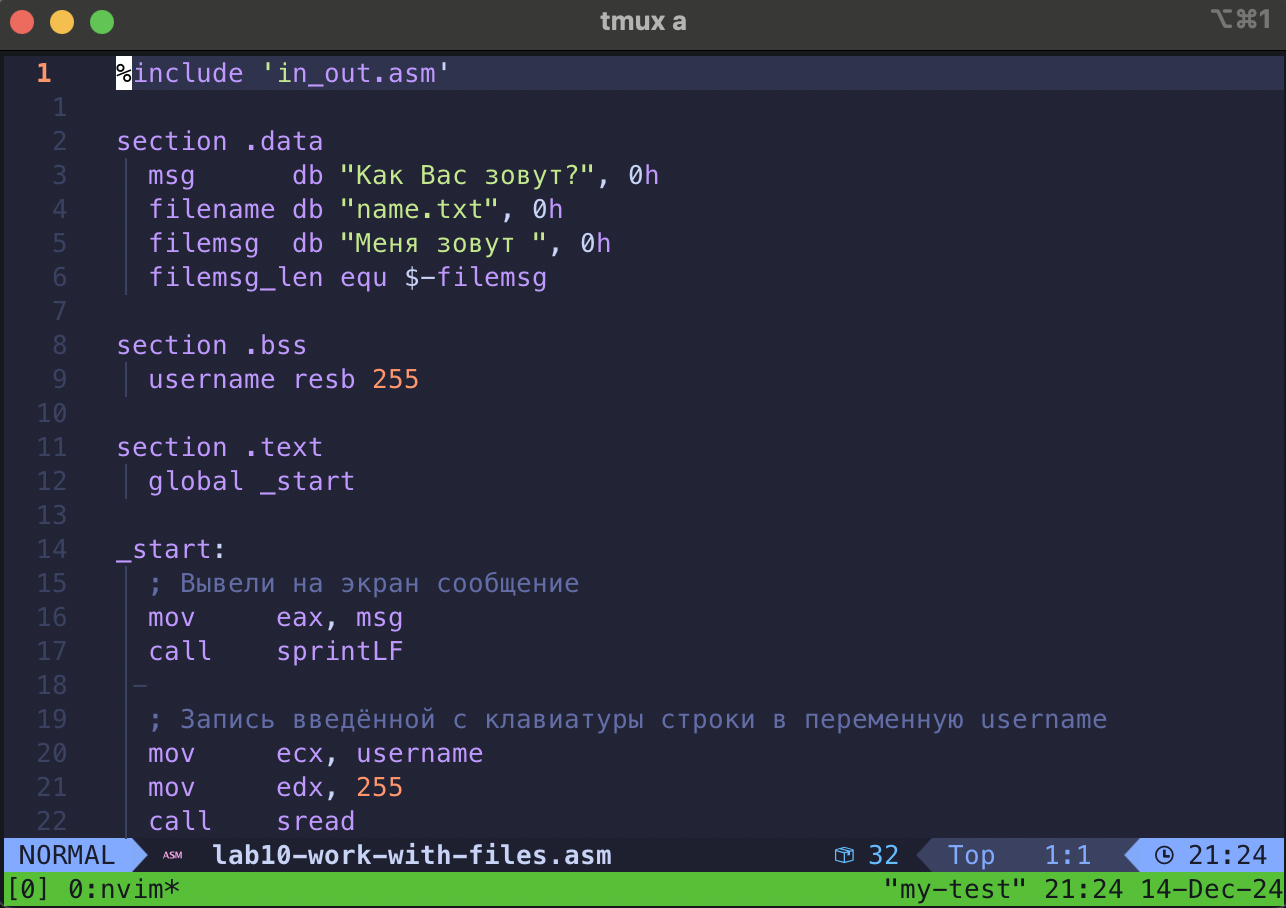 tmux a ⌥⌘1
1 %include 'in_out.asm'
1
2 section .data
3 msg      db "Как Вас зовут?", 0h
4 filename db "name.txt", 0h
5 filemsg  db "Меня зовут ", 0h
6 filemsg_len equ $-filemsg
7
8 section .bss
9 username resb 255
10
11 section .text
12 global _start
13
14 _start:
15 ; Вывели на экран сообщение
16 mov     eax, msg
17 call    sprintLF
18 -
19 ; Запись введённой с клавиатуры строки в переменную username
20 mov     ecx, username
21 mov     edx, 255
22 call    sread
NORMAL ASM lab10-work-with-files.asm 32 Top 1:1 21:24
[0] 0:nvim* "my-test" 21:24 14-Dec-24